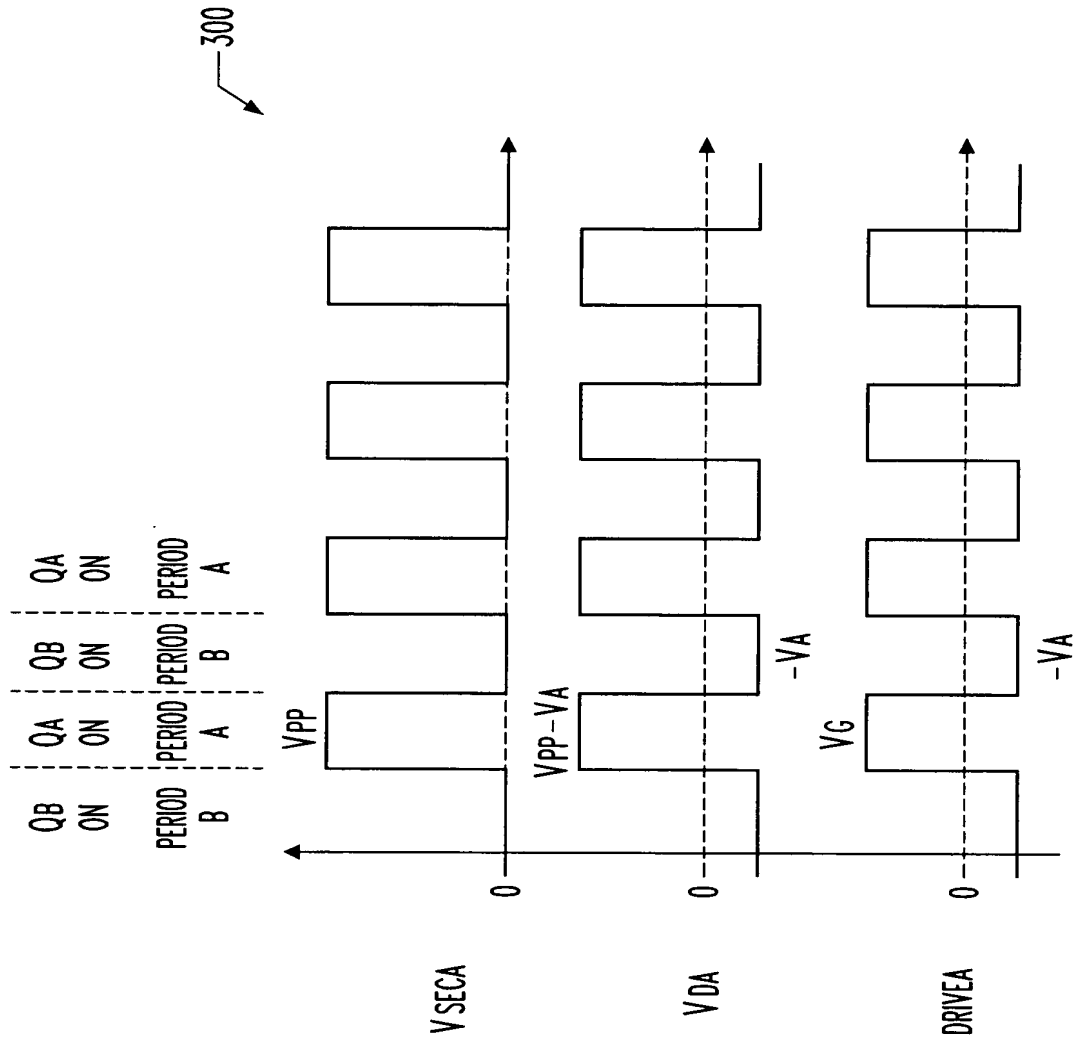 300
QB QA QB QA
ON ON ON ON
PERIOD PERIOD PERIOD PERIOD
B A B A
VPP
VSECA
0
VPP-VA
VDA
0
-VA
VG
DRIVEA
0
-VA